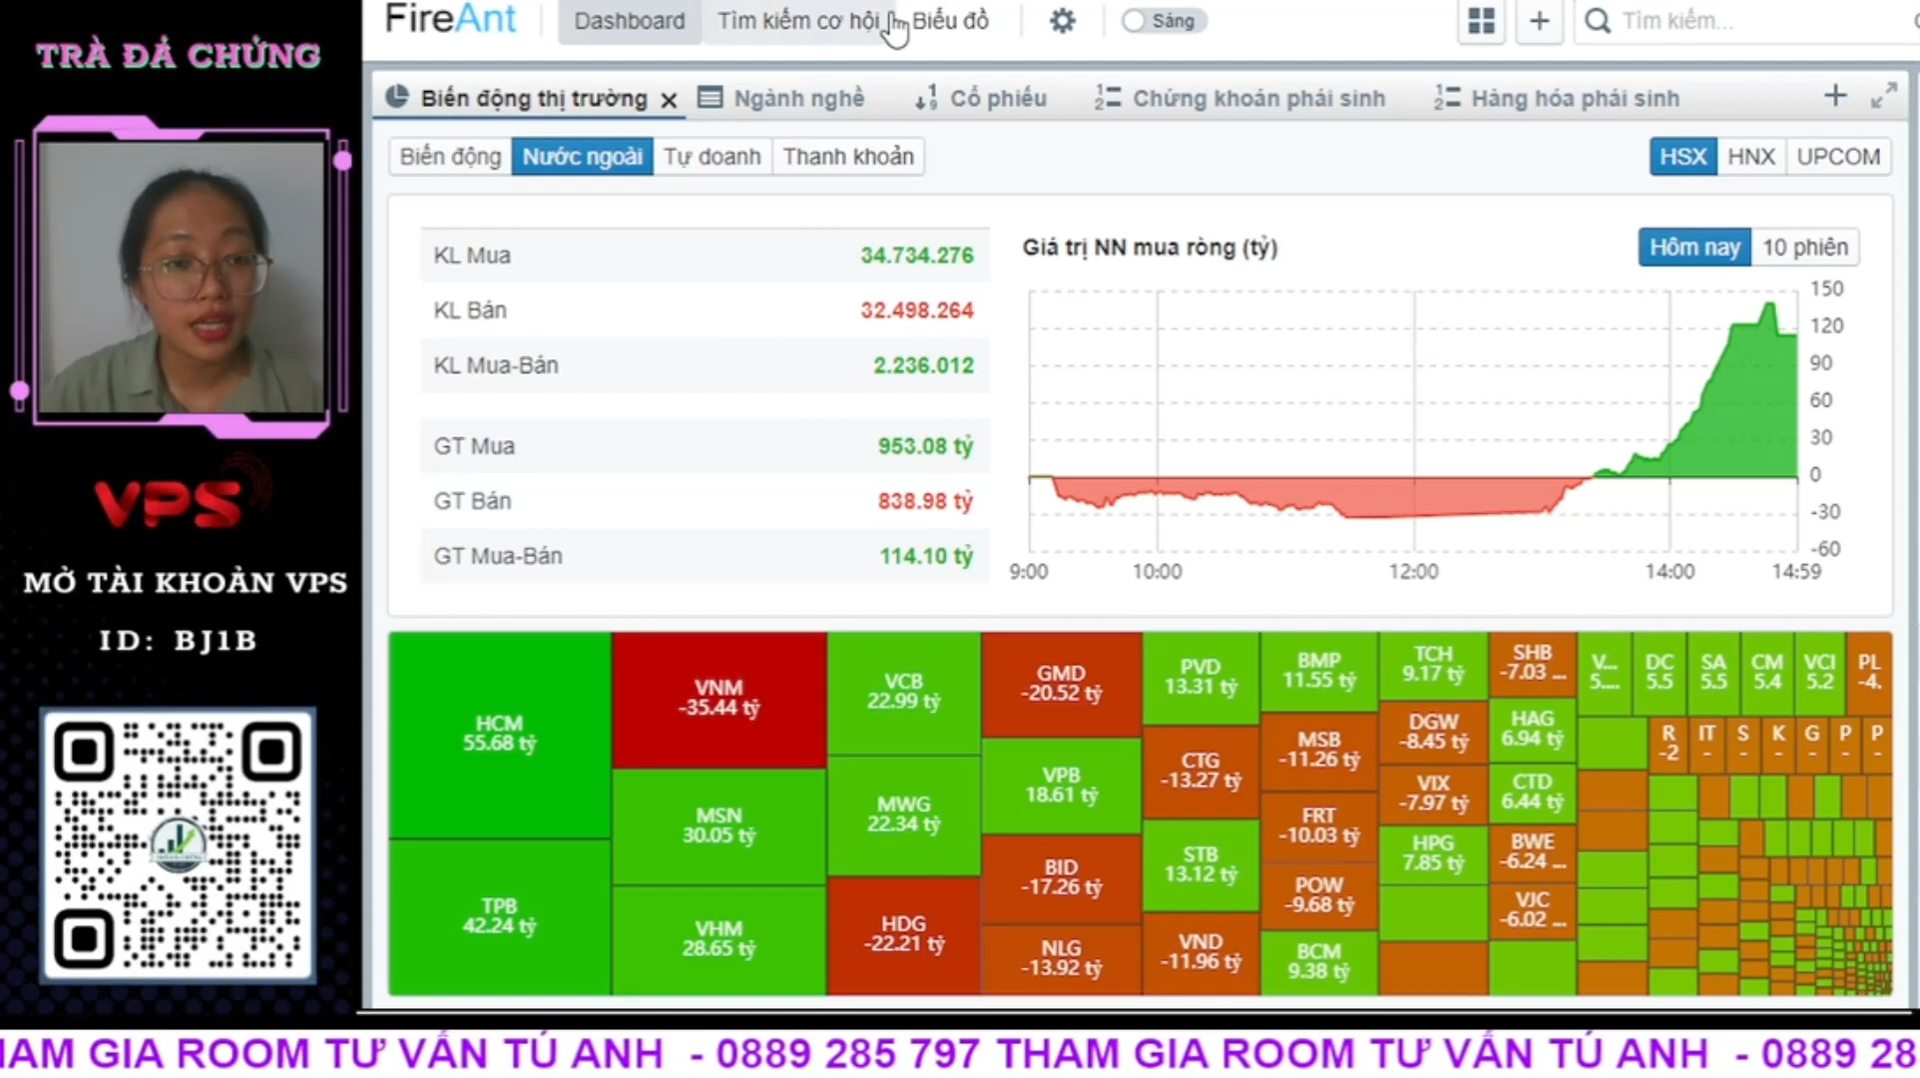 TRÀ ĐÁ CHỨNG
VPS
MỞ TÀI KHOẢN VPS
ID: BJ1B
FireAnt
Dashboard
Tìm kiếm cơ hội
Biểu đồ
Sáng
Tìm kiếm...
Biến động thị trường
Ngành nghề
Cổ phiếu
Chứng khoán phái sinh
Hàng hóa phái sinh
Biến động
Nước ngoài
Tự doanh
Thanh khoản
HSX
HNX
UPCOM
KL Mua 34.734.276
KL Bán 32.498.264
KL Mua-Bán 2.236.012
GT Mua 953.08 tỷ
GT Bán 838.98 tỷ
GT Mua-Bán 114.10 tỷ
Giá trị NN mua ròng (tỷ)
Hôm nay
10 phiên
150
120
90
60
30
0
-30
-60
9:00
10:00
12:00
14:00
14:59
HCM
55.68 tỷ
TPB
42.24 tỷ
VNM
-35.44 tỷ
MSN
30.05 tỷ
VHM
28.65 tỷ
VCB
22.99 tỷ
MWG
22.34 tỷ
HDG
-22.21 tỷ
GMD
-20.52 tỷ
VPB
18.61 tỷ
BID
-17.26 tỷ
NLG
-13.92 tỷ
PVD
13.31 tỷ
CTG
-13.27 tỷ
STB
13.12 tỷ
VND
-11.96 tỷ
BMP
11.55 tỷ
MSB
-11.26 tỷ
FRT
-10.03 tỷ
POW
-9.68 tỷ
BCM
9.38 tỷ
TCH
9.17 tỷ
DGW
-8.45 tỷ
VIX
-7.97 tỷ
HPG
7.85 tỷ
SHB
-7.03 ...
HAG
6.94 tỷ
CTD
6.44 tỷ
BWE
-6.24 ...
VJC
-6.02 ...
V...
5....
DC
5.5
SA
5.5
CM
5.4
VCI
5.2
PL
-4.
R
-2
IT
-
S
-
K
-
G
-
P
-
P
-
HAM GIA ROOM TƯ VẤN TÚ ANH - 0889 285 797 THAM GIA ROOM TƯ VẤN TÚ ANH - 0889 28